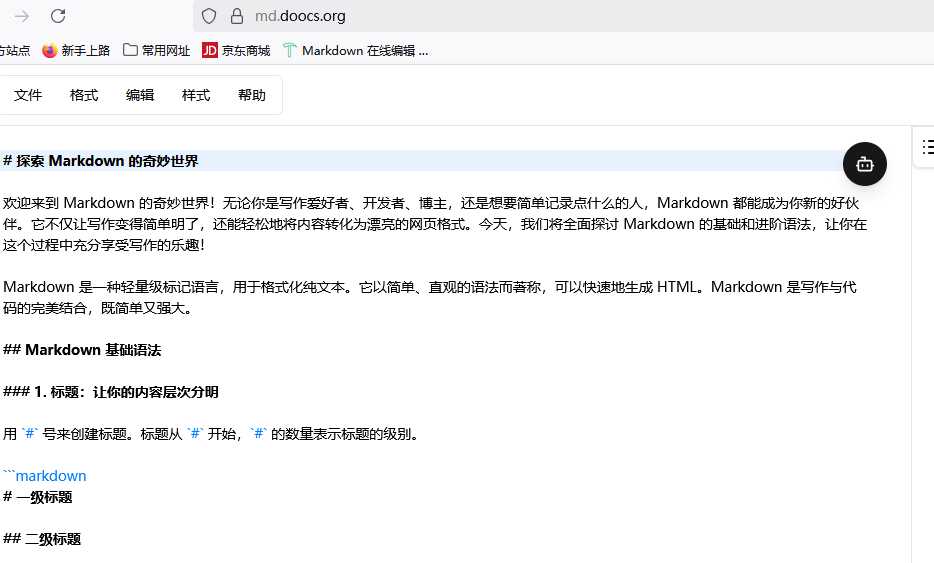 md.doocs.org
方站点 新手上路 常用网址 JD 京东商城 Markdown 在线编辑 ...
文件 格式 编辑 样式 帮助
# 探索 Markdown 的奇妙世界
欢迎来到 Markdown 的奇妙世界！无论你是写作爱好者、开发者、博主，还是想要简单记录点什么的人，Markdown 都能成为你新的好伙
伴。它不仅让写作变得简单明了，还能轻松地将内容转化为漂亮的网页格式。今天，我们将全面探讨 Markdown 的基础和进阶语法，让你在
这个过程中充分享受写作的乐趣！
Markdown 是一种轻量级标记语言，用于格式化纯文本。它以简单、直观的语法而著称，可以快速地生成 HTML。Markdown 是写作与代
码的完美结合，既简单又强大。
## Markdown 基础语法
### 1. 标题：让你的内容层次分明
用 `#` 号来创建标题。标题从 `#` 开始，`#` 的数量表示标题的级别。
```markdown
# 一级标题
## 二级标题